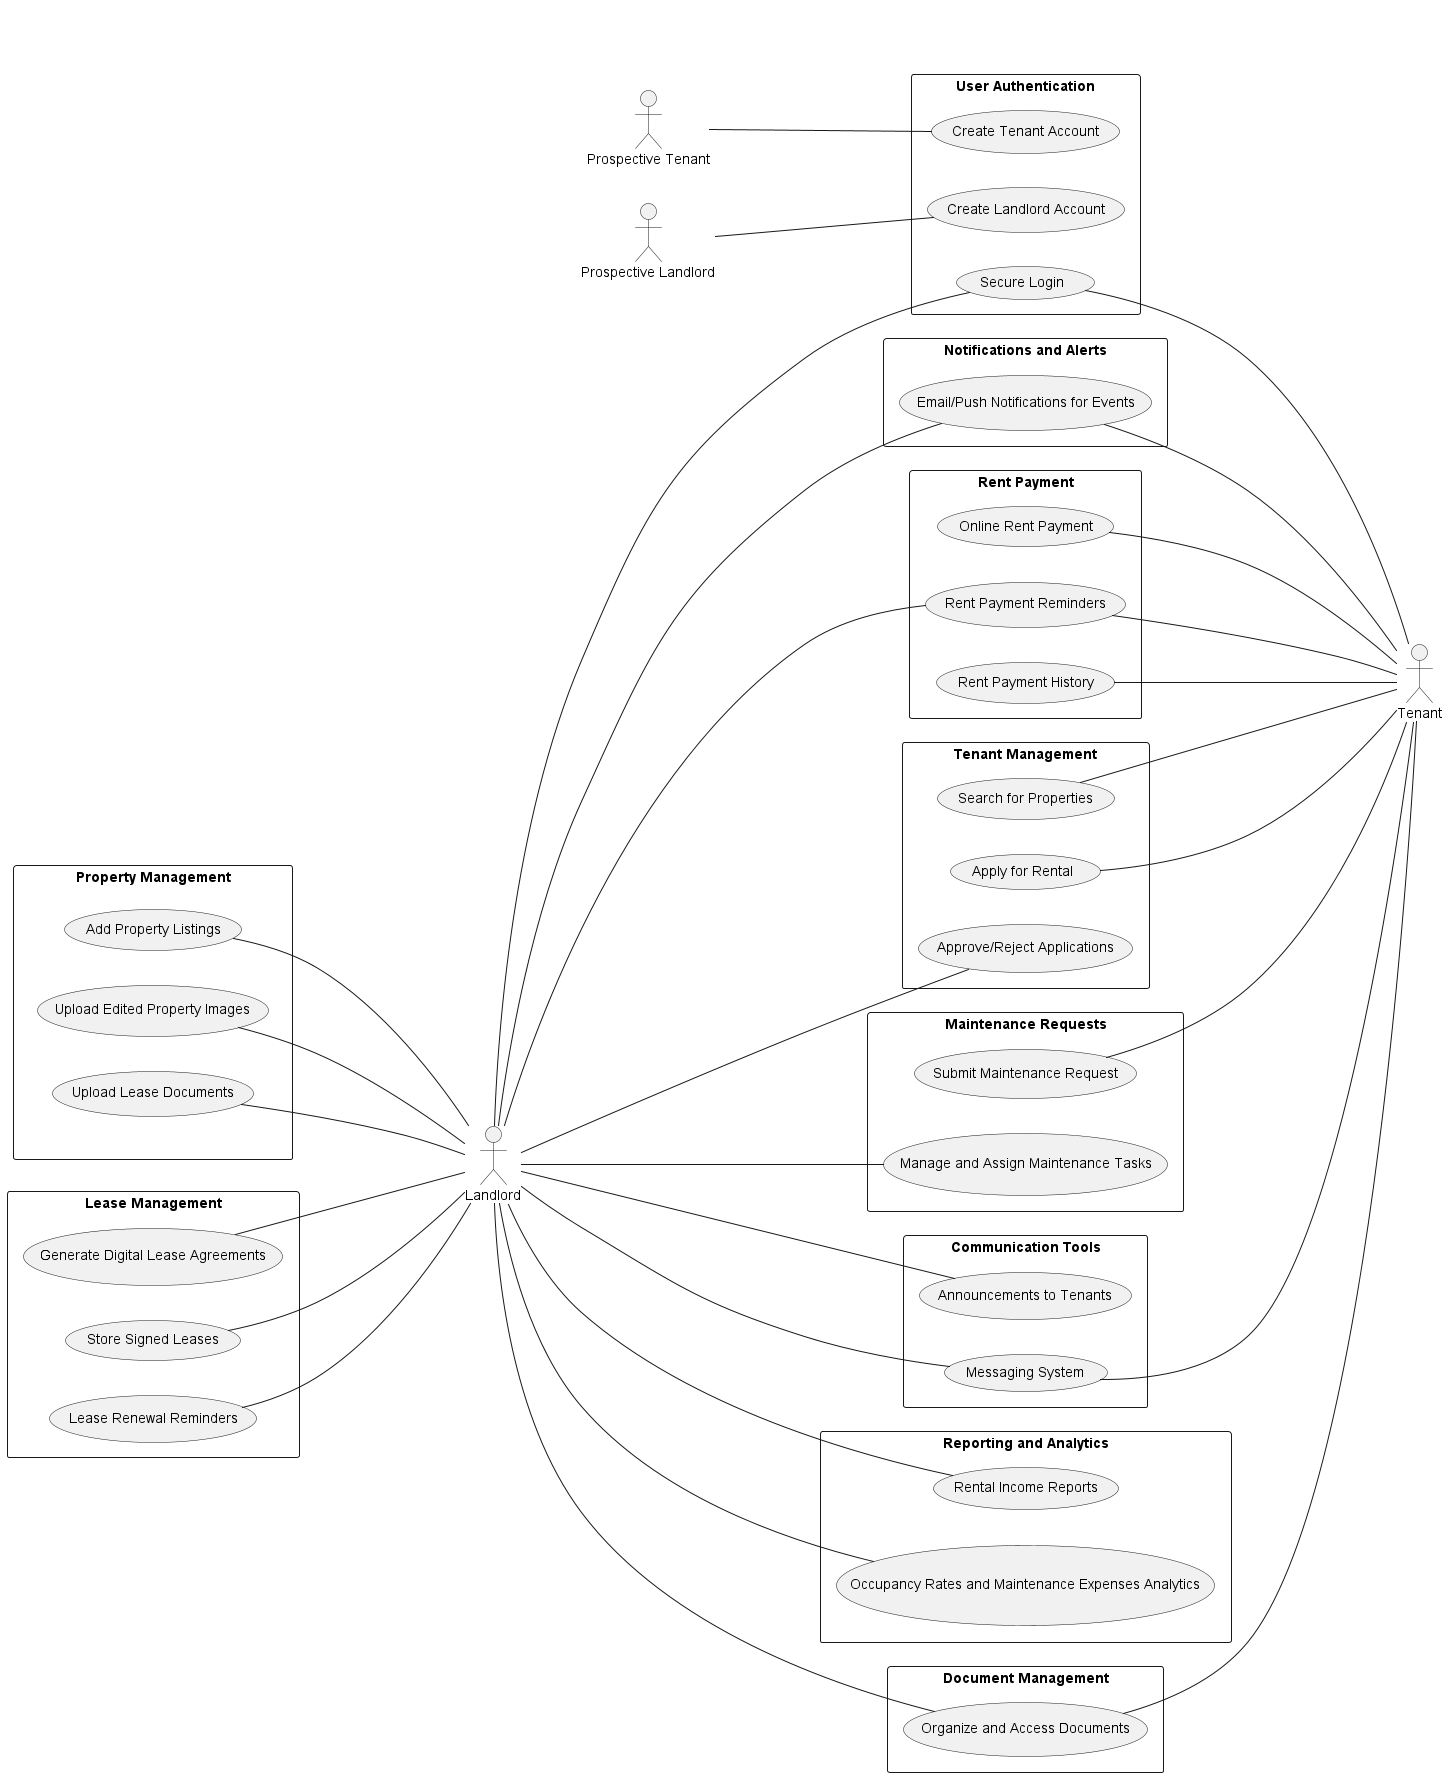 User Authentication
Create Tenant Account
Prospective Tenant
Create Landlord Account
Prospective Landlord
Secure Login
Notifications and Alerts
Email/Push Notifications for Events
Rent Payment
Online Rent Payment
Rent Payment Reminders
Rent Payment History
Tenant
Tenant Management
Search for Properties
Apply for Rental
Approve/Reject Applications
Property Management
Add Property Listings
Upload Edited Property Images
Upload Lease Documents
Maintenance Requests
Submit Maintenance Request
Manage and Assign Maintenance Tasks
Landlord
Lease Management
Generate Digital Lease Agreements
Store Signed Leases
Lease Renewal Reminders
Communication Tools
Announcements to Tenants
Messaging System
Reporting and Analytics
Rental Income Reports
Occupancy Rates and Maintenance Expenses Analytics
Document Management
Organize and Access Documents